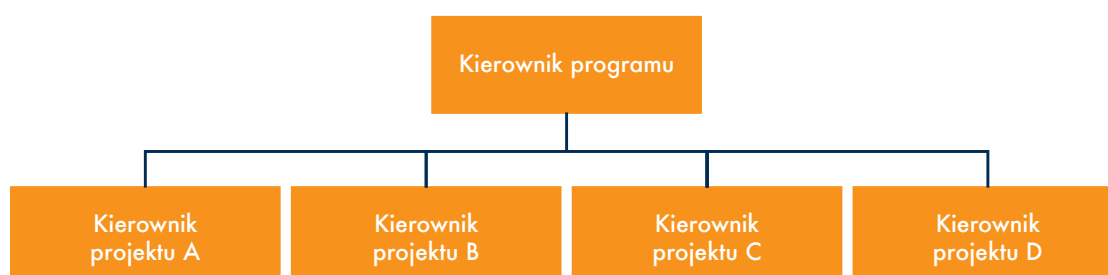 Kierownik programu
Kierownik
projektu A
Kierownik
projektu B
Kierownik
projektu C
Kierownik
projektu D